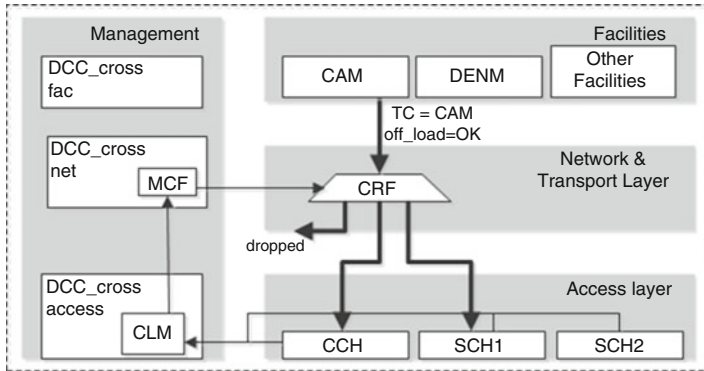 Management
DCC_cross
fac
DCC_cross
net
MCF
DCC_cross
access
CLM
Facilities
CAM
DENM
Other
Facilities
TC = CAM
off_load=OK
Network &
Transport Layer
CRF
dropped
Access layer
CCH
SCH1
SCH2